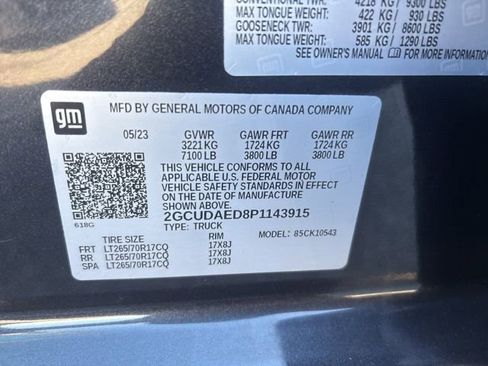 CONVENTIONAL TWR: 4218 KG / 9300 LBS
MAX TONGUE WEIGHT: 422 KG / 930 LBS
GOOSENECK TWR: 3901 KG / 8600 LBS
MAX TONGUE WEIGHT: 585 KG / 1290 LBS
SEE OWNER'S MANUAL FOR MORE INFORMATION
gm
MFD BY GENERAL MOTORS OF CANADA COMPANY
05/23 GVWR GAWR FRT GAWR RR
3221 KG 1724 KG 1724 KG
7100 LB 3800 LB 3800 LB
THIS VEHICLE CONFORMS TO ALL
APPLICABLE U.S. FEDERAL MOTOR
VEHICLE SAFETY STANDARDS IN EFFECT
ON THE DATE OF MANUFACTURE
SHOWN ABOVE.
2GCUDAED8P1143915
TYPE: TRUCK MODEL: 85CK10543
618G
TIRE SIZE RIM
FRT LT265/70R17CQ 17X8J
RR LT265/70R17CQ 17X8J
SPA LT265/70R17CQ 17X8J